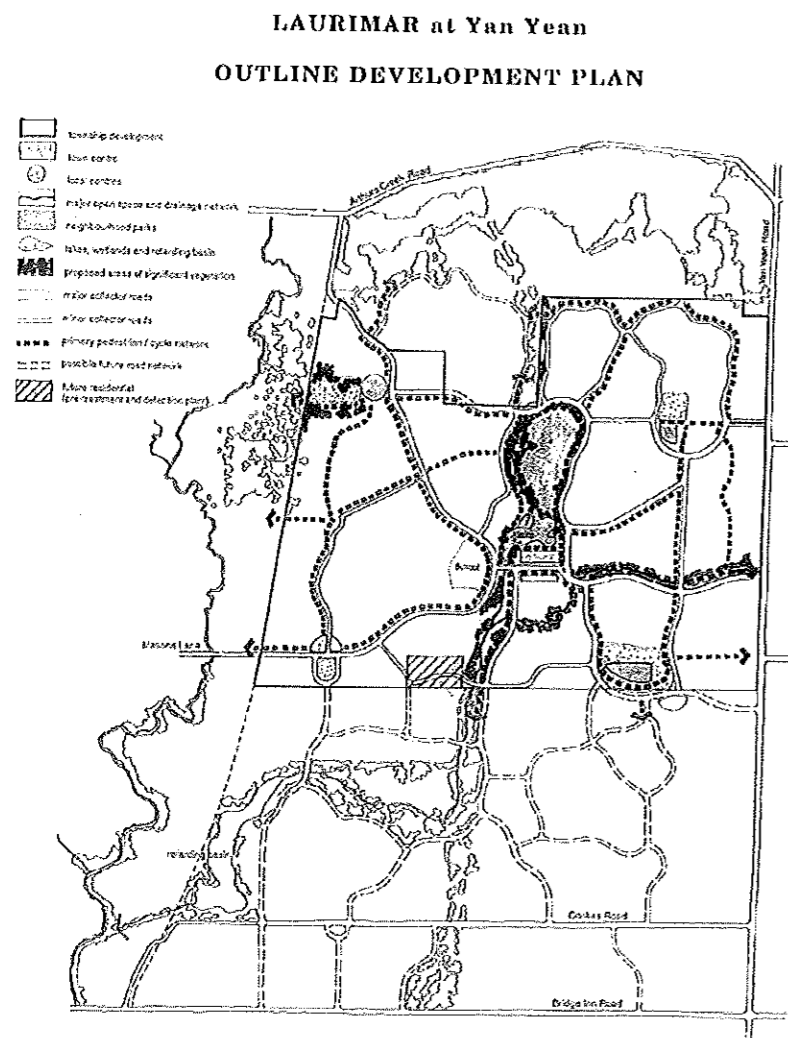 LAURIMAR at Yan Yean
OUTLINE DEVELOPMENT PLAN
township development
town centre
local centres
major open space and drainage network
neighbourhood parks
lakes, wetlands and retarding basin
proposed areas of significant vegetation
major collector roads
minor collector roads
primary pedestrian/cycle network
possible future road network
future residential
Arthurs Creek Road
Yan Yean Road
School
Masons Lane
retarding basin
Cookes Road
Bridge Inn Road